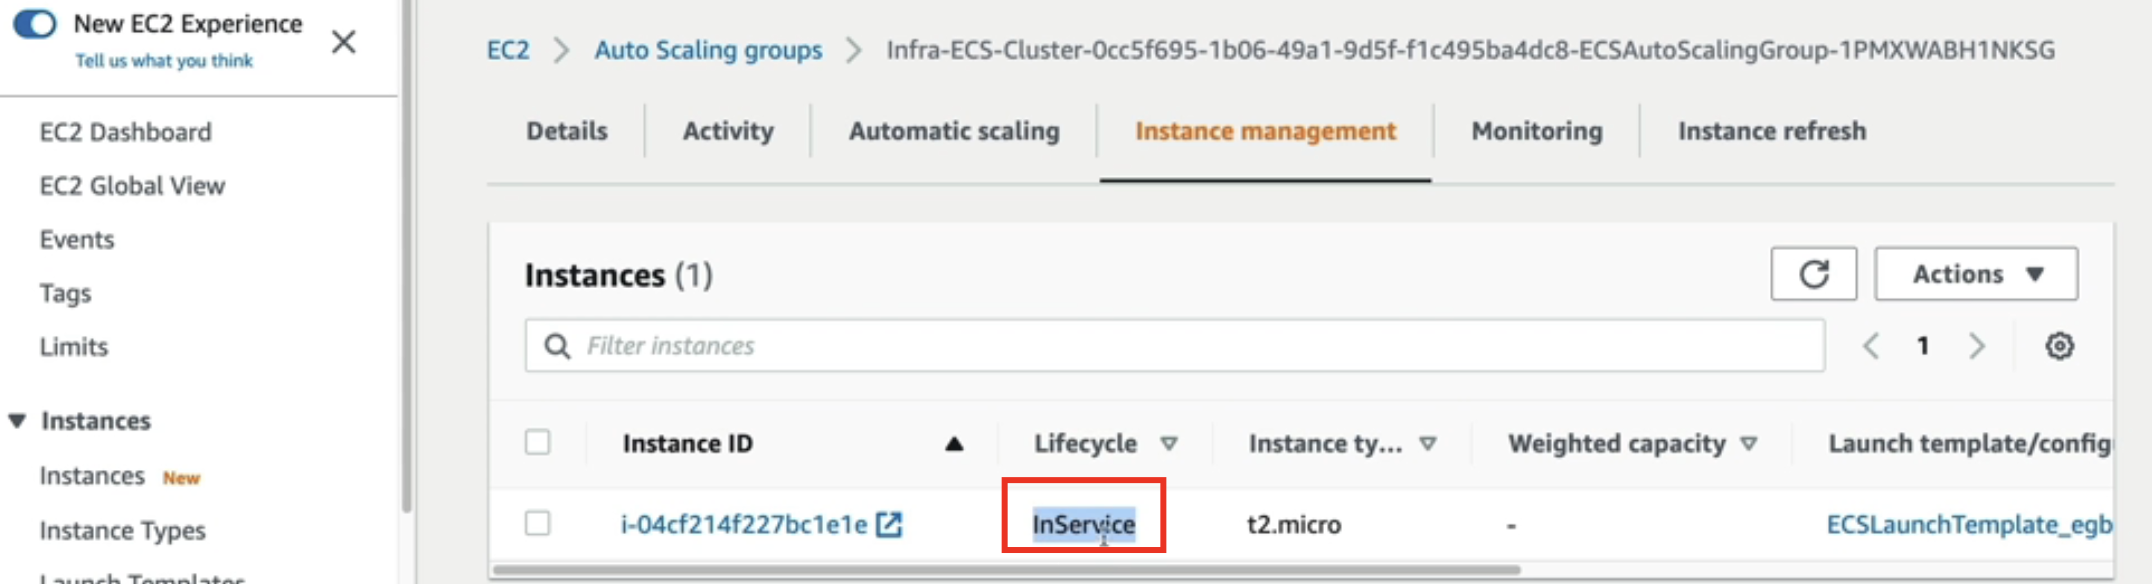 New EC2 Experience
Tell us what you think
EC2 Dashboard
EC2 Global View
Events
Tags
Limits
Instances
Instances New
Instance Types
Launch Templates
EC2 > Auto Scaling groups > Infra-ECS-Cluster-0cc5f695-1b06-49a1-9d5f-f1c495ba4dc8-ECSAutoScalingGroup-1PMXWABH1NKSG
Details Activity Automatic scaling Instance management Monitoring Instance refresh
Instances (1)
Actions
Filter instances
1
Instance ID Lifecycle Instance ty... Weighted capacity Launch template/config
i-04cf214f227bc1e1e InService t2.micro - ECSLaunchTemplate_egb